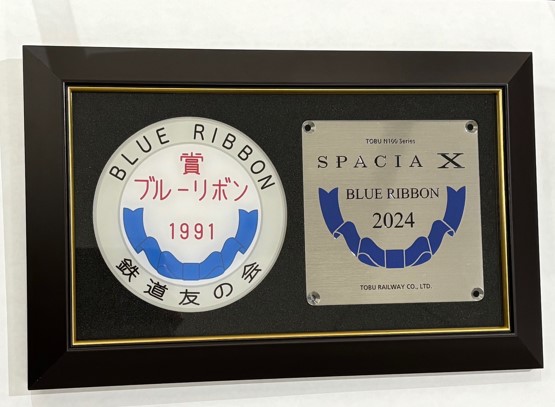 BLUE RIBBON
賞
ブルーリボン
1991
鉄道友の会
TOBU N100 Series
SPACIA X
BLUE RIBBON
2024
TOBU RAILWAY CO., LTD.